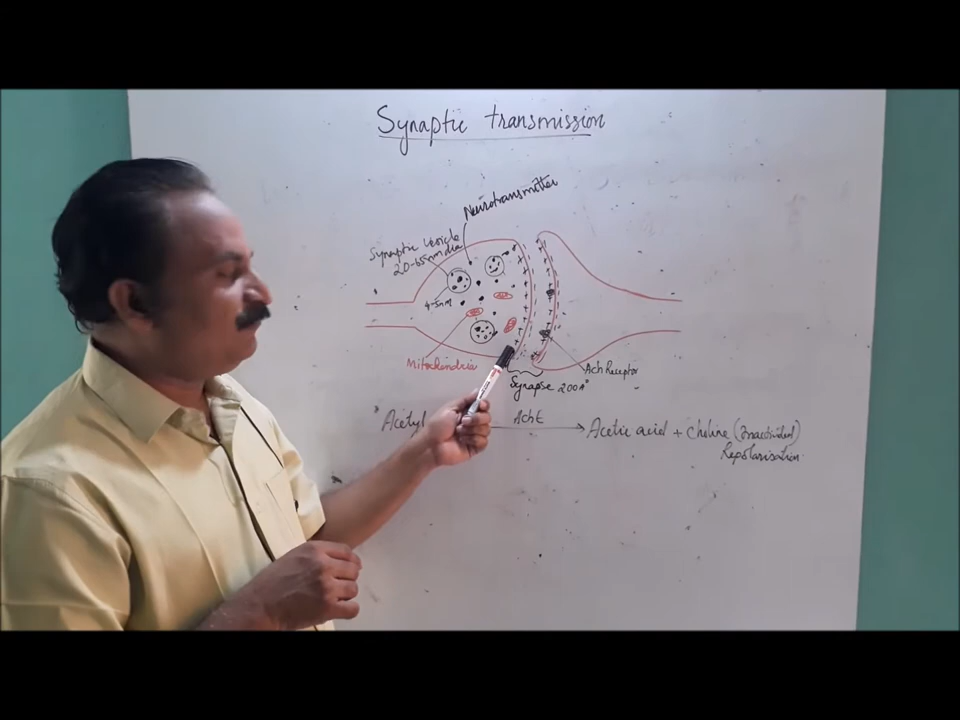 Synaptic transmission
Neurotransmitter
Synaptic vesicle
20-65nm dia
4-5nm
Mitochondria
Ach Receptor
Synapse 200A°
Acetyl
AchE
Acetic acid + Choline (Inactivated)
Repolarisation